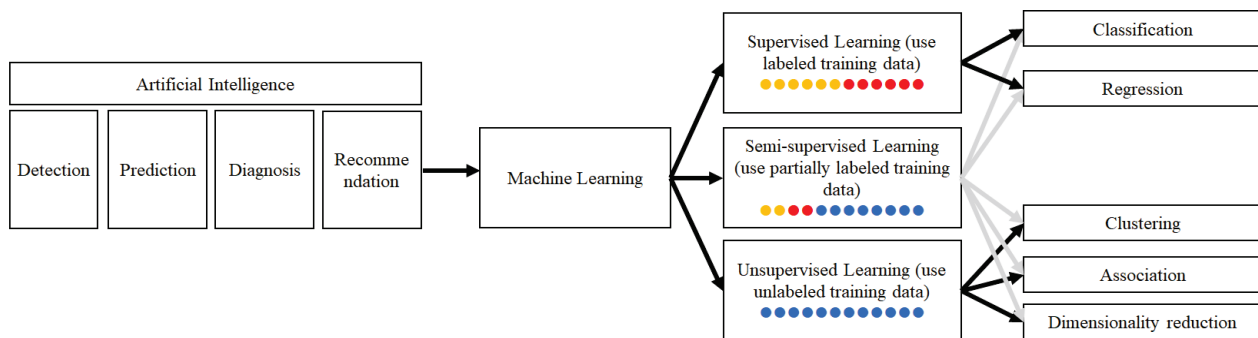 Artificial Intelligence
Detection
Prediction
Diagnosis
Recomme
ndation
Machine Learning
Supervised Learning (use
labeled training data)
Semi-supervised Learning
(use partially labeled training
data)
Unsupervised Learning (use
unlabeled training data)
Classification
Regression
Clustering
Association
Dimensionality reduction